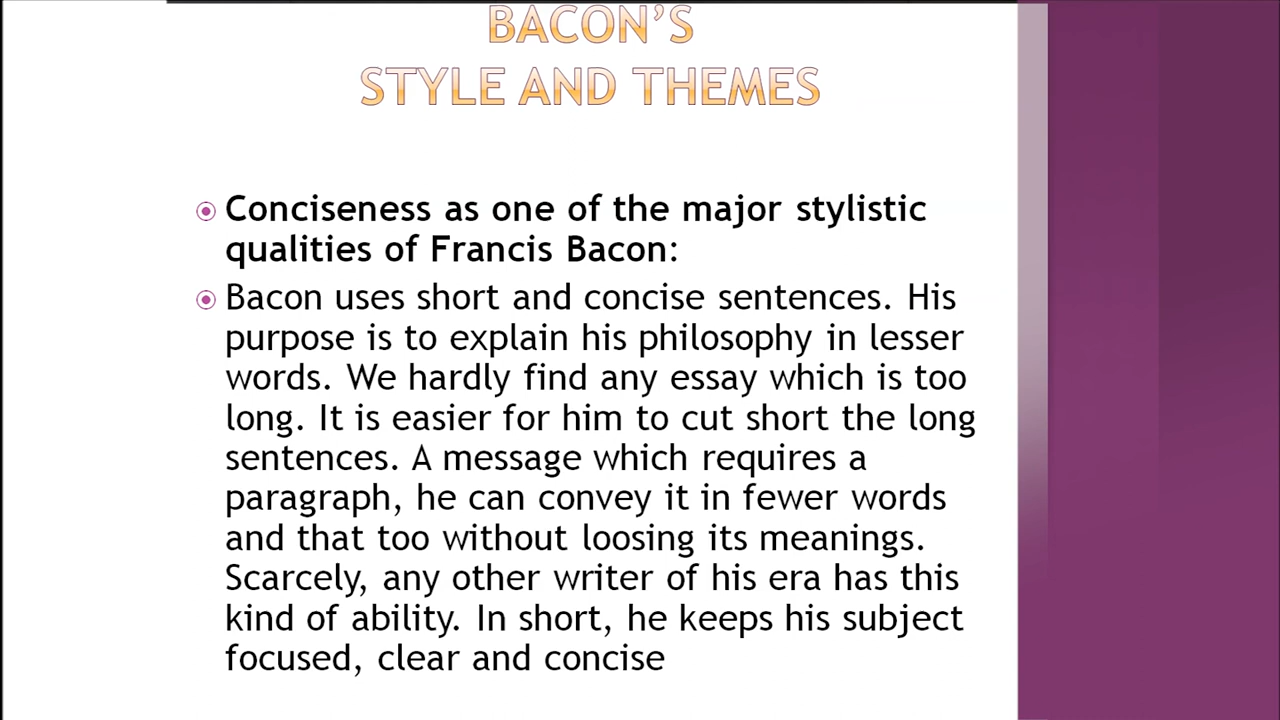 BACON’S
STYLE AND THEMES
Conciseness as one of the major stylistic
qualities of Francis Bacon:
Bacon uses short and concise sentences. His
purpose is to explain his philosophy in lesser
words. We hardly find any essay which is too
long. It is easier for him to cut short the long
sentences. A message which requires a
paragraph, he can convey it in fewer words
and that too without loosing its meanings.
Scarcely, any other writer of his era has this
kind of ability. In short, he keeps his subject
focused, clear and concise